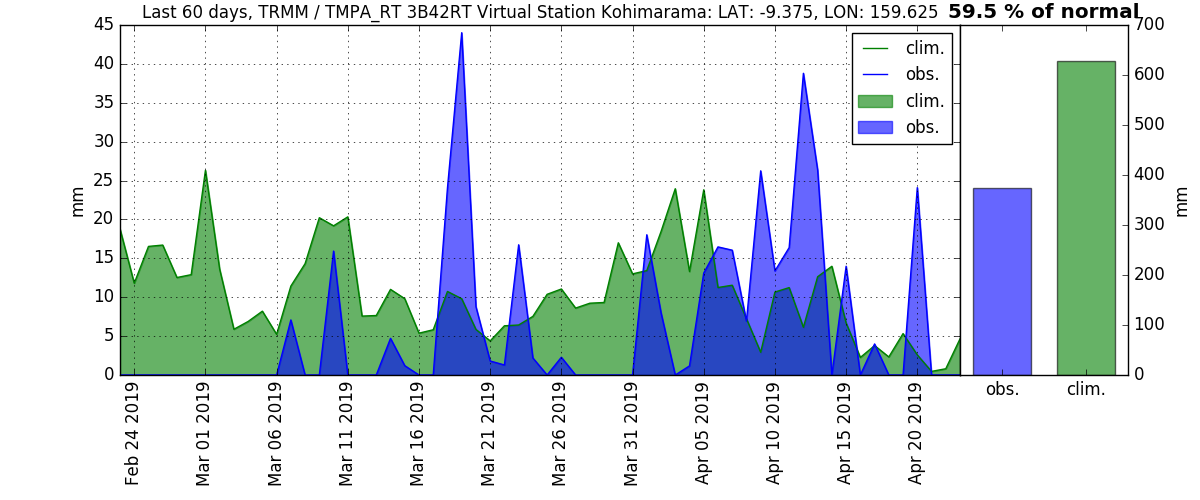 Last 60 days, TRMM / TMPA_RT 3B42RT Virtual Station Kohimarama: LAT: -9.375, LON: 159.625 59.5 % of normal
45
40
35
30
25
20
15
10
5
0
mm
clim.
obs.
clim.
obs.
700
600
500
400
300
200
100
0
mm
obs.
clim.
Feb 24 2019
Mar 01 2019
Mar 06 2019
Mar 11 2019
Mar 16 2019
Mar 21 2019
Mar 26 2019
Mar 31 2019
Apr 05 2019
Apr 10 2019
Apr 15 2019
Apr 20 2019